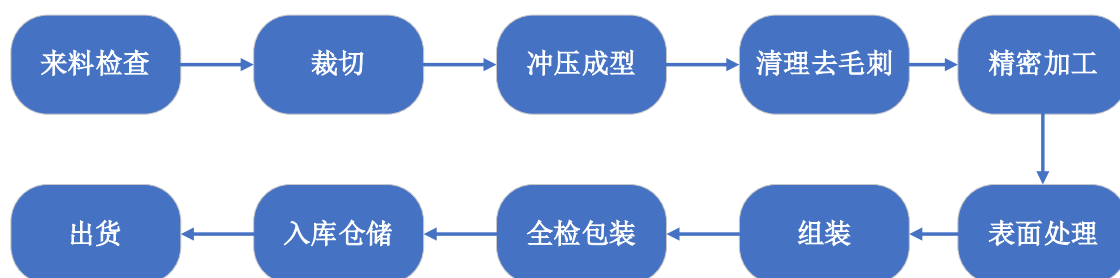 来料检查
裁切
冲压成型
清理去毛刺
精密加工
表面处理
组装
全检包装
入库仓储
出货